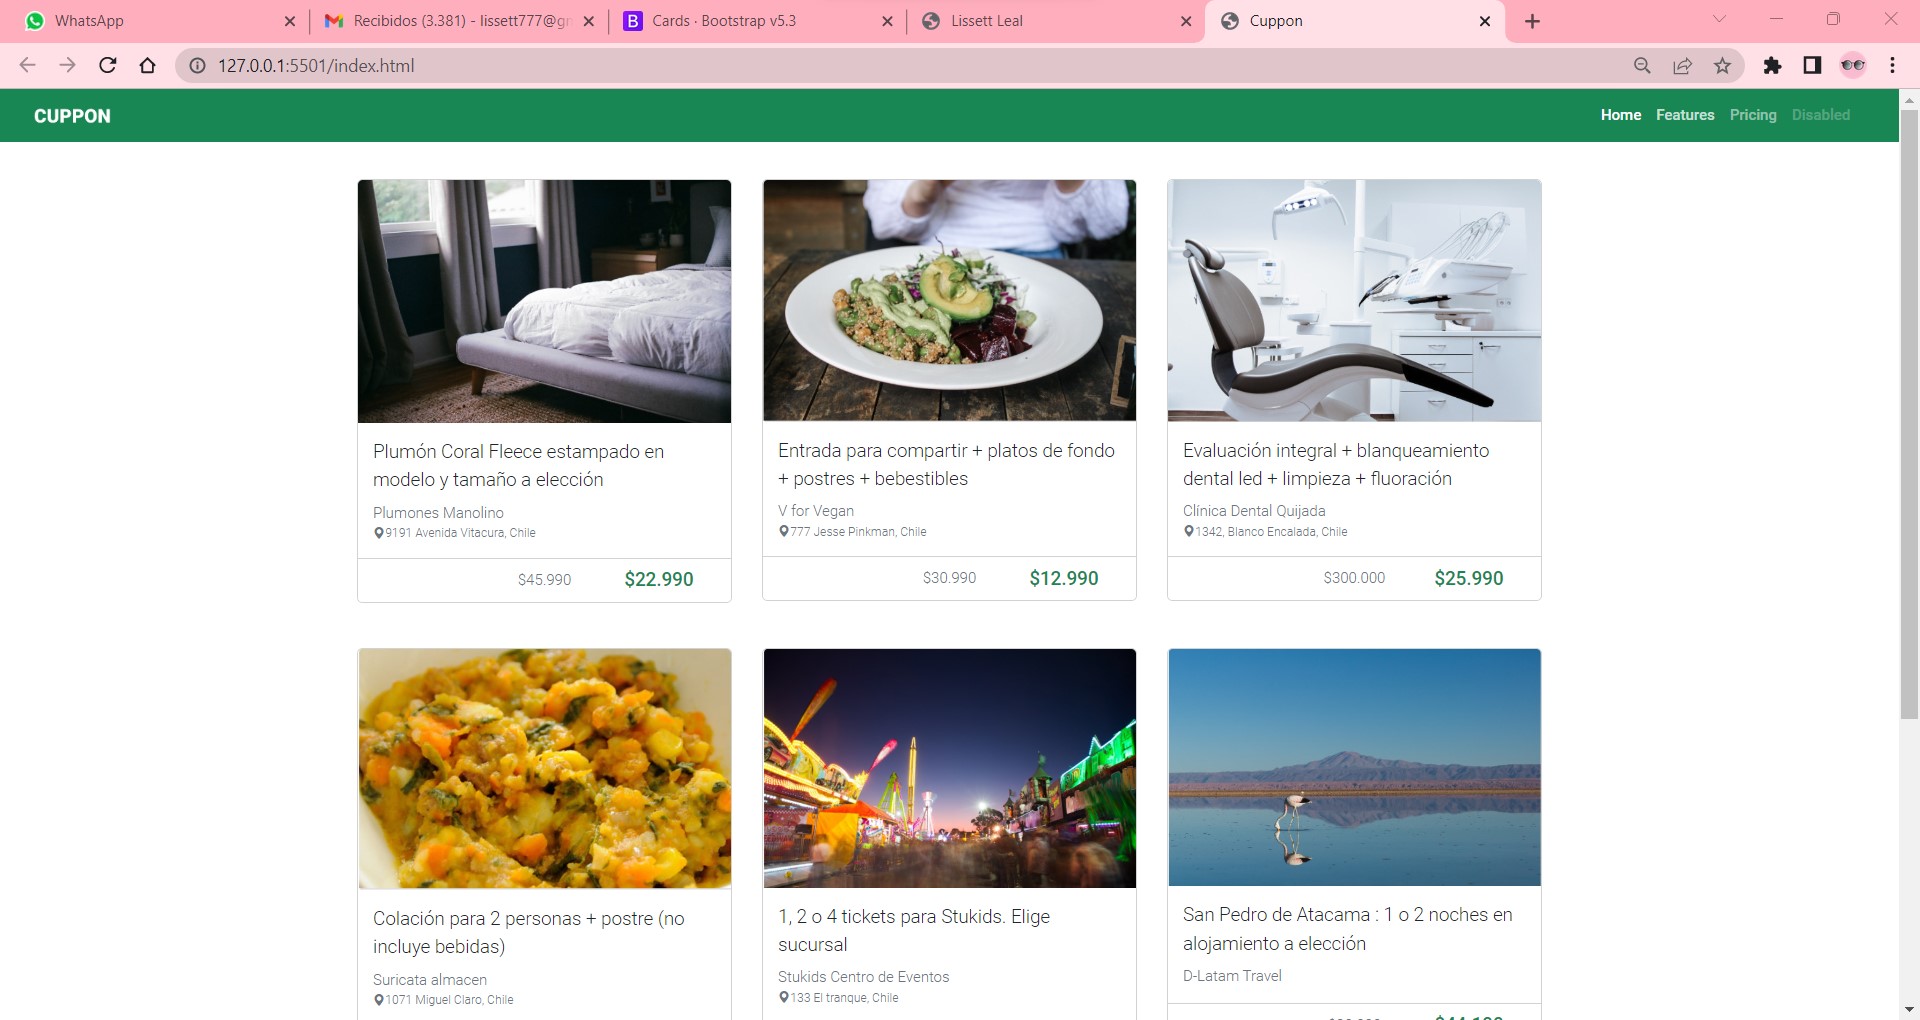 WhatsApp
Recibidos (3.381) - lissett777@gm
B Cards · Bootstrap v5.3
Lissett Leal
Cuppon
127.0.0.1:5501/index.html
CUPPON
Home Features Pricing Disabled
Plumón Coral Fleece estampado en
modelo y tamaño a elección
Plumones Manolino
9191 Avenida Vitacura, Chile
$45.990 $22.990
Entrada para compartir + platos de fondo
+ postres + bebestibles
V for Vegan
777 Jesse Pinkman, Chile
$30.990 $12.990
Evaluación integral + blanqueamiento
dental led + limpieza + fluoración
Clínica Dental Quijada
1342, Blanco Encalada, Chile
$300.000 $25.990
Colación para 2 personas + postre (no
incluye bebidas)
Suricata almacen
1071 Miguel Claro, Chile
1, 2 o 4 tickets para Stukids. Elige
sucursal
Stukids Centro de Eventos
133 El tranque, Chile
San Pedro de Atacama : 1 o 2 noches en
alojamiento a elección
D-Latam Travel